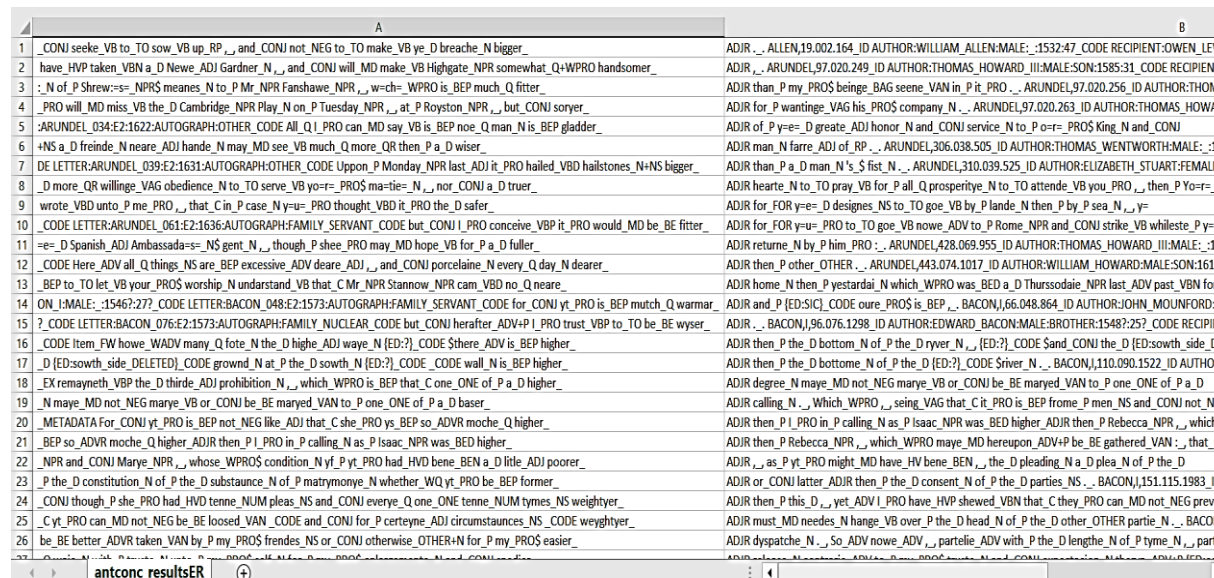 A B
1 _CONJ seeke_VB to_TO sow_VB up_RP ,_, and_CONJ not_NEG to_TO make_VB ye_D breache_N bigger_ ADJR ._. ALLEN,19.002.164_ID AUTHOR:WILLIAM_ALLEN:MALE:_:1532:47_CODE RECIPIENT:OWEN_LE
2 have_HVP taken_VBN a_D Newe_ADJ Gardner_N ,_, and_CONJ will_MD make_VB Highgate_NPR somewhat_Q+WPRO handsomer_ ADJR ,_. ARUNDEL,97.020.249_ID AUTHOR:THOMAS_HOWARD_III:MALE:SON:1585:31_CODE RECIPIEN
3 :_N of_P Shrew:=s=_NPR$ meanes_N to_P Mr_NPR Fanshawe_NPR ,_, w=ch=_WPRO is_BEP much_Q fitter_ ADJR than_P my_PRO$ beinge_BAG seene_VAN in_P it_PRO ._. ARUNDEL,97.020.256_ID AUTHOR:THOM
4 _PRO will_MD miss_VB the_D Cambridge_NPR Play_N on_P Tuesday_NPR ,_, at_P Royston_NPR ,_, but_CONJ soryer_ ADJR for_P wantinge_VAG his_PRO$ company_N ._. ARUNDEL,97.020.263_ID AUTHOR:THOMAS_HOWA
5 :ARUNDEL_034:E2:1622:AUTOGRAPH:OTHER_CODE All_Q I_PRO can_MD say_VB is_BEP noe_Q man_N is_BEP gladder_ ADJR of_P y=e=_D greate_ADJ honor_N and_CONJ service_N to_P o=r=_PRO$ King_N and_CONJ
6 +NS a_D freinde_N neare_ADJ hande_N may_MD see_VB much_Q more_QR then_P a_D wiser_ ADJR man_N farre_ADJ of_RP ._. ARUNDEL,306.038.505_ID AUTHOR:THOMAS_WENTWORTH:MALE:_:1
7 DE LETTER:ARUNDEL_039:E2:1631:AUTOGRAPH:OTHER_CODE Uppon_P Monday_NPR last_ADJ it_PRO hailed_VBD hailstones_N+NS bigger_ ADJR than_P a_D man_N 's_$ fist_N ._. ARUNDEL,310.039.525_ID AUTHOR:ELIZABETH_STUART:FEMAL
8 _D more_QR willinge_VAG obedience_N to_TO serve_VB yo=r=_PRO$ ma=tie=_N ,_, nor_CONJ a_D truer_ ADJR hearte_N to_TO pray_VB for_P all_Q prosperitye_N to_TO attende_VB you_PRO ,_, then_P Yo=r=_
9 wrote_VBD unto_P me_PRO ,_, that_C in_P case_N y=u=_PRO thought_VBD it_PRO the_D safer_ ADJR for_FOR y=e=_D designes_NS to_TO goe_VB by_P lande_N then_P by_P sea_N ,_, y=
10 _CODE LETTER:ARUNDEL_061:E2:1636:AUTOGRAPH:FAMILY_SERVANT_CODE but_CONJ I_PRO conceive_VBP it_PRO would_MD be_BE fitter_ ADJR for_FOR y=u=_PRO to_TO goe_VB nowe_ADV to_P Rome_NPR and_CONJ strike_VB whileste_P y=
11 =e=_D Spanish_ADJ Ambassada=s=_N$ gent_N ,_, though_P shee_PRO may_MD hope_VB for_P a_D fuller_ ADJR returne_N by_P him_PRO :_. ARUNDEL,428.069.955_ID AUTHOR:THOMAS_HOWARD_III:MALE:_:1
12 _CODE Here_ADV all_Q things_NS are_BEP excessive_ADV deare_ADJ ,_, and_CONJ porcelaine_N every_Q day_N dearer_ ADJR then_P other_OTHER ._. ARUNDEL,443.074.1017_ID AUTHOR:WILLIAM_HOWARD:MALE:SON:161
13 _BEP to_TO let_VB your_PRO$ worship_N undarstand_VB that_C Mr_NPR Stannow_NPR cam_VBD no_Q neare_ ADJR home_N then_P yestardai_N which_WPRO was_BED a_D Thurssodaie_NPR last_ADV past_VBN fo
14 ON_I:MALE:_:1546?:27?_CODE LETTER:BACON_048:E2:1573:AUTOGRAPH:FAMILY_SERVANT_CODE for_CONJ yt_PRO is_BEP mutch_Q warmar_ ADJR and_P {ED:SIC}_CODE oure_PRO$ is_BEP ,_. BACON,I,66.048.864_ID AUTHOR:JOHN_MOUNFORD:
15 ?_CODE LETTER:BACON_076:E2:1573:AUTOGRAPH:FAMILY_NUCLEAR_CODE but_CONJ herafter_ADV+P I_PRO trust_VBP to_TO be_BE wyser_ ADJR ._. BACON,I,96.076.1298_ID AUTHOR:EDWARD_BACON:MALE:BROTHER:1548?:25?_CODE RECIPI
16 _CODE Item_FW howe_WADV many_Q fote_N the_D highe_ADJ waye_N {ED:?}_CODE $there_ADV is_BEP higher_ ADJR then_P the_D bottom_N of_P the_D ryver_N ,_, {ED:?}_CODE $and_CONJ the_D {ED:sowth_side_D
17 _D {ED:sowth_side_DELETED}_CODE grownd_N at_P the_D sowth_N {ED:?}_CODE _CODE wall_N is_BEP higher_ ADJR then_P the_D bottome_N of_P the_D {ED:?}_CODE $river_N ._. BACON,I,110.090.1522_ID AUTHO
18 _EX remayneth_VBP the_D thirde_ADJ prohibition_N ,_, which_WPRO is_BEP that_C one_ONE of_P a_D higher_ ADJR degree_N maye_MD not_NEG marye_VB or_CONJ be_BE maryed_VAN to_P one_ONE of_P a_D
19 _N maye_MD not_NEG marye_VB or_CONJ be_BE maryed_VAN to_P one_ONE of_P a_D baser_ ADJR calling_N ._. Which_WPRO ,_, seing_VAG that_C it_PRO is_BEP frome_P men_NS and_CONJ not_N
20 _METADATA For_CONJ yt_PRO is_BEP not_NEG like_ADJ that_C she_PRO ys_BEP so_ADVR moche_Q higher_ ADJR then_P I_PRO in_P calling_N as_P Isaac_NPR was_BED higher_ADJR then_P Rebecca_NPR ,_, which
21 _BEP so_ADVR moche_Q higher_ADJR then_P I_PRO in_P calling_N as_P Isaac_NPR was_BED higher_ ADJR then_P Rebecca_NPR ,_, which_WPRO maye_MD hereupon_ADV+P be_BE gathered_VAN :_, that_
22 _NPR and_CONJ Marye_NPR ,_, whose_WPRO$ condition_N yf_P yt_PRO had_HVD bene_BEN a_D litle_ADJ poorer_ ADJR ,_, as_P yt_PRO might_MD have_HV bene_BEN ,_, the_D pleading_N a_D plea_N of_P the_D
23 _P the_D constitution_N of_P the_D substaunce_N of_P matrymonye_N whether_WQ yt_PRO be_BEP former_ ADJR or_CONJ latter_ADJR then_P the_D consent_N of_P the_D parties_NS ._. BACON,I,151.115.1983_I
24 _CONJ though_P she_PRO had_HVD tenne_NUM pleas_NS and_CONJ everye_Q one_ONE tenne_NUM tymes_NS weightyer_ ADJR then_P this_D ,_, yet_ADV I_PRO have_HVP shewed_VBN that_C they_PRO can_MD not_NEG prev
25 _C yt_PRO can_MD not_NEG be_BE loosed_VAN _CODE and_CONJ for_P certeyne_ADJ circumstaunces_NS _CODE weyghtyer_ ADJR must_MD needes_N hange_VB over_P the_D head_N of_P the_D other_OTHER partie_N ._. BACO
26 be_BE better_ADVR taken_VAN by_P my_PRO$ frendes_NS or_CONJ otherwise_OTHER+N for_P my_PRO$ easier_ ADJR dyspatche_N ._, So_ADV nowe_ADV ,_, partelie_ADV with_P the_D lengthe_N of_P tyme_N ,_, part
antconc_resultsER